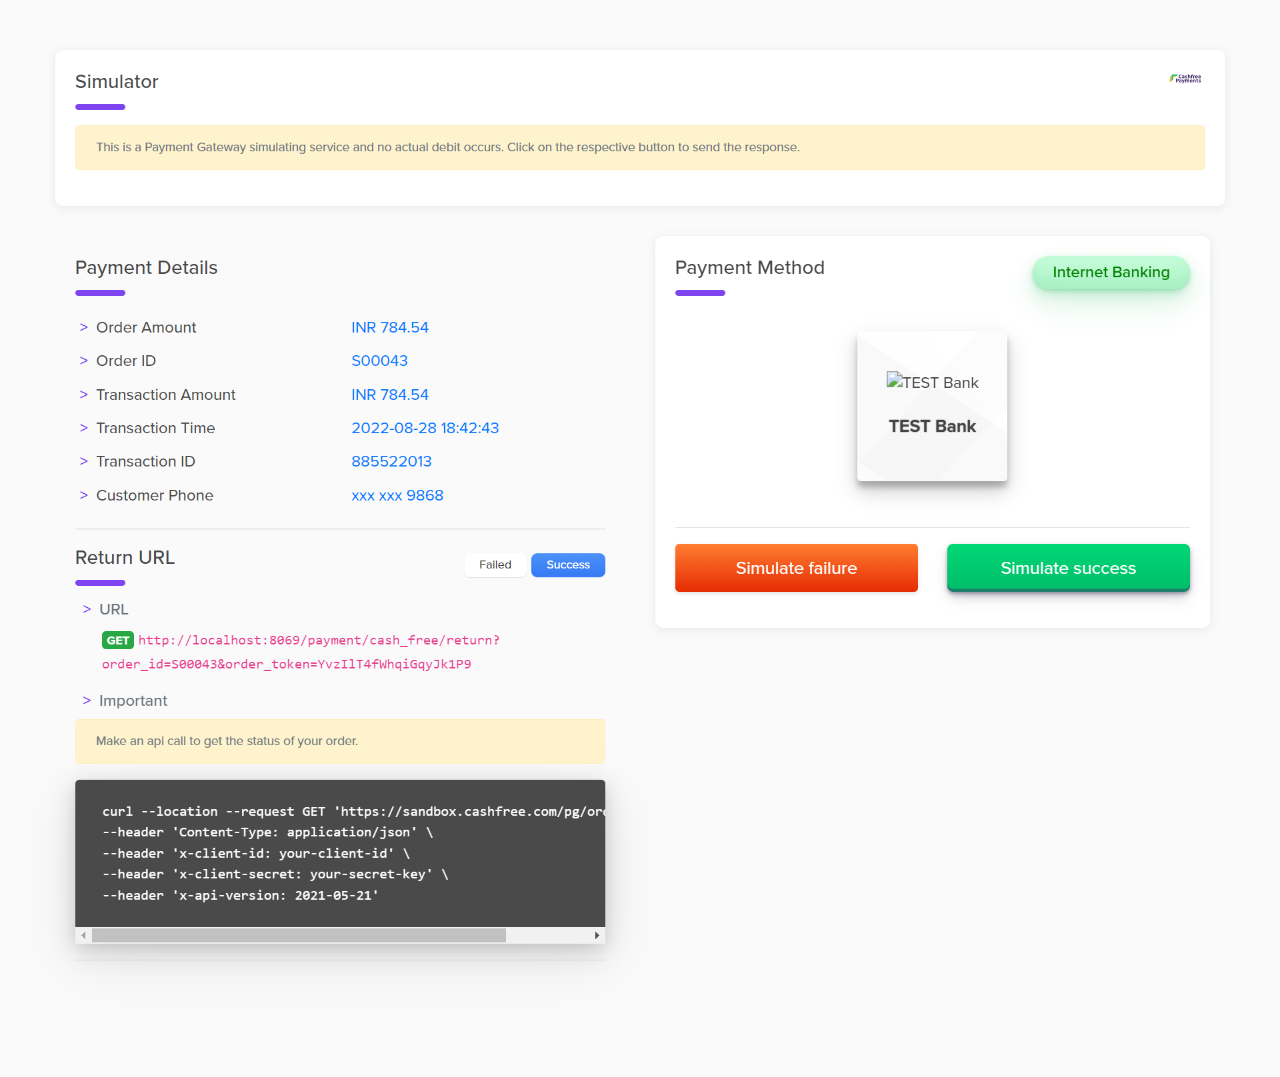 Simulator
Cashfree
Payments
This is a Payment Gateway simulating service and no actual debit occurs. Click on the respective button to send the response.
Payment Details
> Order Amount INR 784.54
> Order ID S00043
> Transaction Amount INR 784.54
> Transaction Time 2022-08-28 18:42:43
> Transaction ID 885522013
> Customer Phone xxx xxx 9868
Return URL
Failed Success
> URL
GET http://localhost:8069/payment/cash_free/return?
order_id=S00043&order_token=YvzIlT4fWhqiGqyJk1P9
> Important
Make an api call to get the status of your order.
curl --location --request GET 'https://sandbox.cashfree.com/pg/ord
--header 'Content-Type: application/json' \
--header 'x-client-id: your-client-id' \
--header 'x-client-secret: your-secret-key' \
--header 'x-api-version: 2021-05-21'
Payment Method
Internet Banking
TEST Bank
TEST Bank
Simulate failure Simulate success